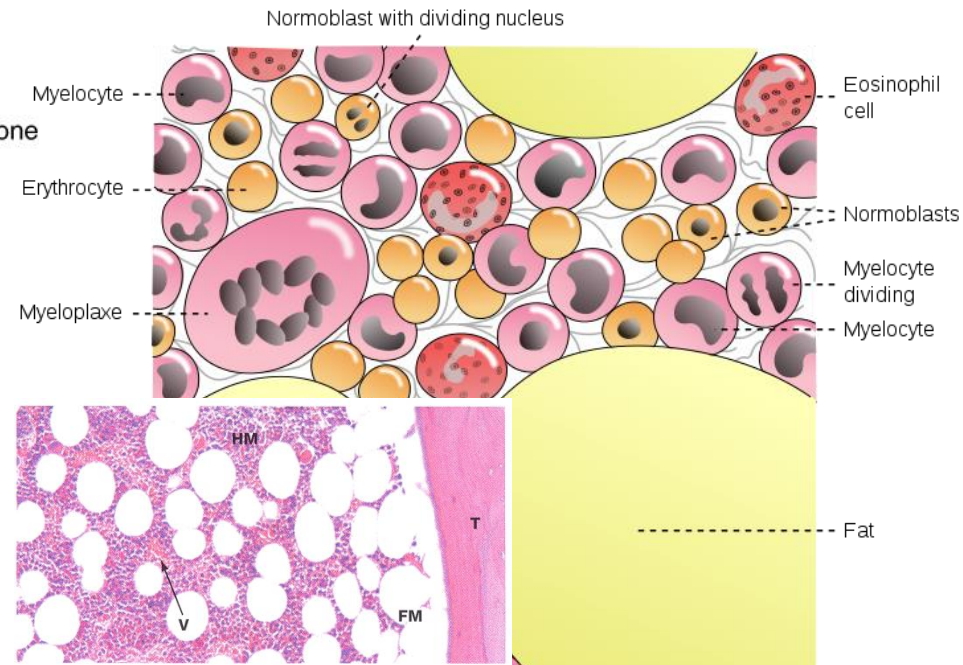 Normoblast with dividing nucleus
Myelocyte
one
Erythrocyte
Myeloplaxe
Eosinophil
cell
Normoblasts
Myelocyte
dividing
Myelocyte
Fat
HM
T
V
FM